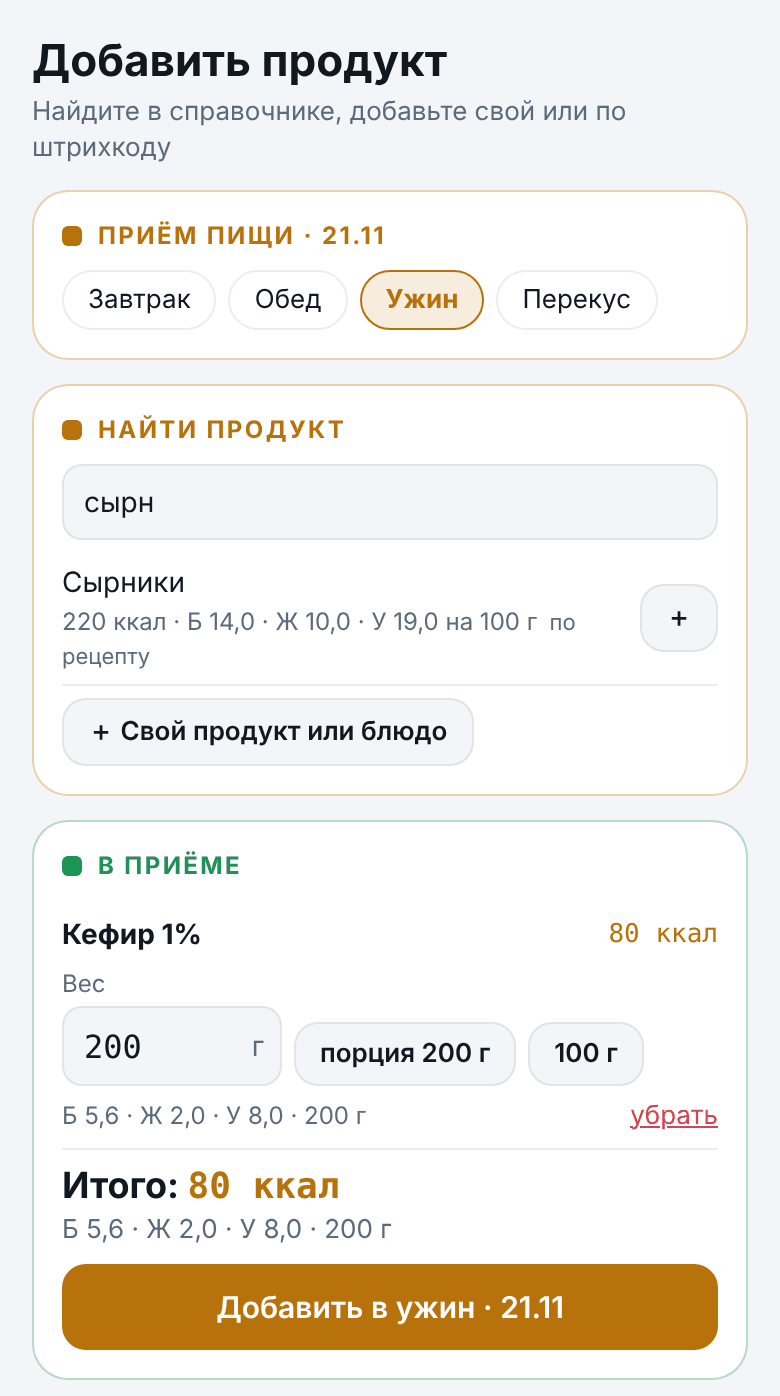 Добавить продукт
Найдите в справочнике, добавьте свой или по
штрихкоду
ПРИЁМ ПИЩИ · 21.11
Завтрак Обед Ужин Перекус
НАЙТИ ПРОДУКТ
сырн
Сырники
220 ккал · Б 14,0 · Ж 10,0 · У 19,0 на 100 г по
рецепту
+
+ Свой продукт или блюдо
В ПРИЁМЕ
Кефир 1% 80 ккал
Вес
200 г порция 200 г 100 г
Б 5,6 · Ж 2,0 · У 8,0 · 200 г убрать
Итого: 80 ккал
Б 5,6 · Ж 2,0 · У 8,0 · 200 г
Добавить в ужин · 21.11